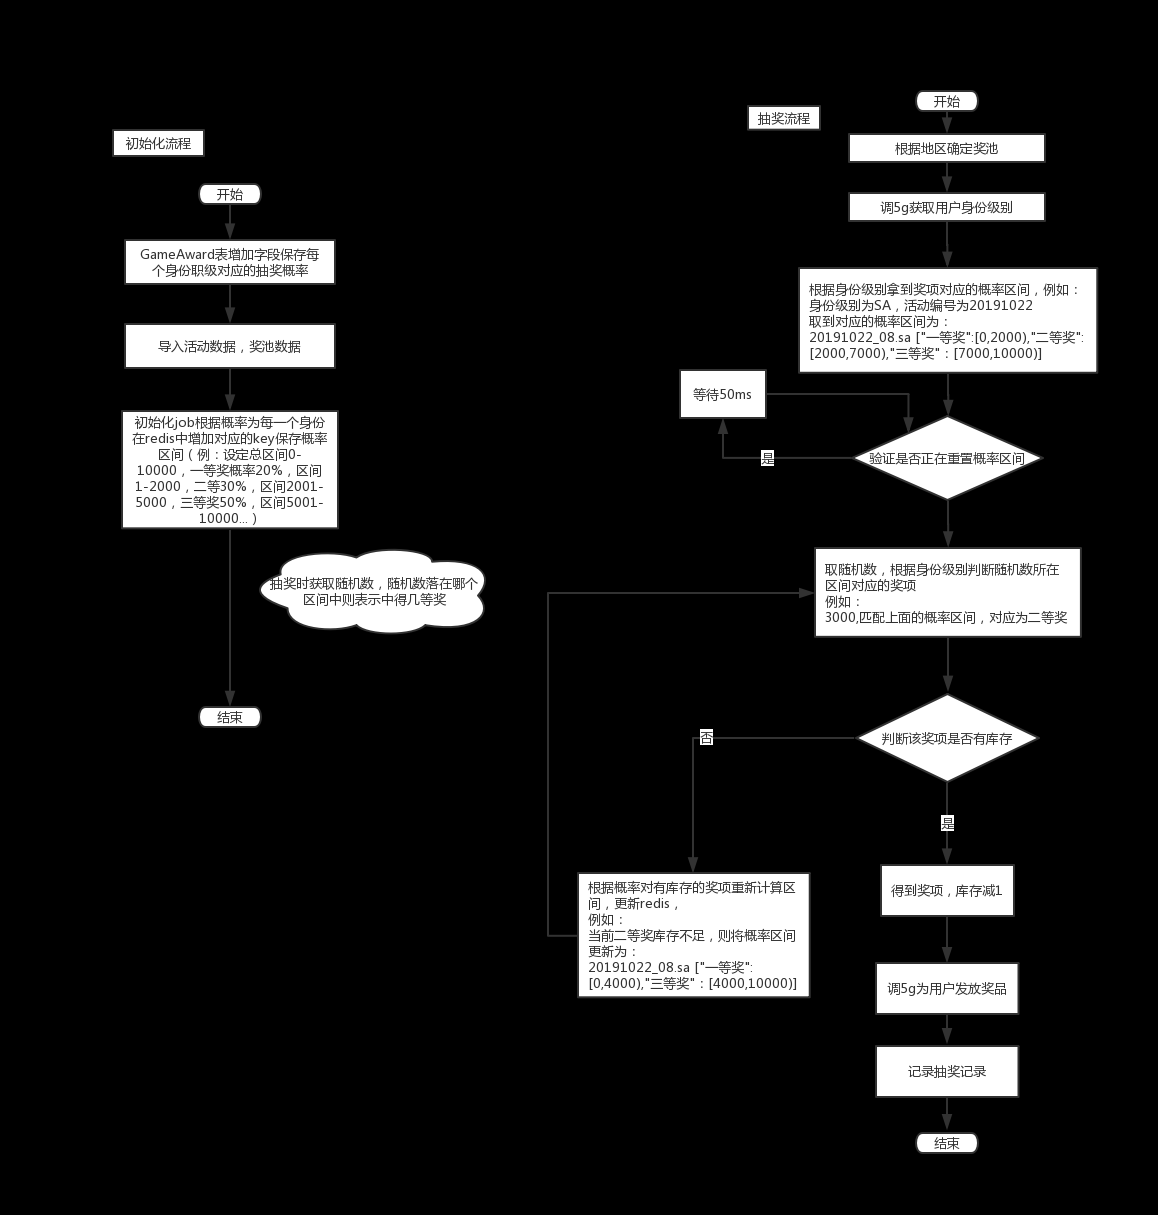 初始化流程
开始
GameAward表增加字段保存每
个身份职级对应的抽奖概率
导入活动数据，奖池数据
初始化job根据概率为每一个身份
在redis中增加对应的key保存概率
区间（例：设定总区间0-
10000，一等奖概率20%，区间
1-2000，二等30%，区间2001-
5000，三等奖50%，区间5001-
10000...）
抽奖时获取随机数，随机数落在哪个
区间中则表示中得几等奖
结束
抽奖流程
开始
根据地区确定奖池
调5g获取用户身份级别
根据身份级别拿到奖项对应的概率区间，例如：
身份级别为SA，活动编号为20191022
取到对应的概率区间为：
20191022_08.sa ["一等奖":[0,2000),"二等奖":
[2000,7000),"三等奖"：[7000,10000)]
等待50ms
是
验证是否正在重置概率区间
取随机数，根据身份级别判断随机数所在
区间对应的奖项
例如：
3000,匹配上面的概率区间，对应为二等奖
判断该奖项是否有库存
否
是
根据概率对有库存的奖项重新计算区
间，更新redis，
例如：
当前二等奖库存不足，则将概率区间
更新为：
20191022_08.sa ["一等奖":
[0,4000),"三等奖"：[4000,10000)]
得到奖项，库存减1
调5g为用户发放奖品
记录抽奖记录
结束